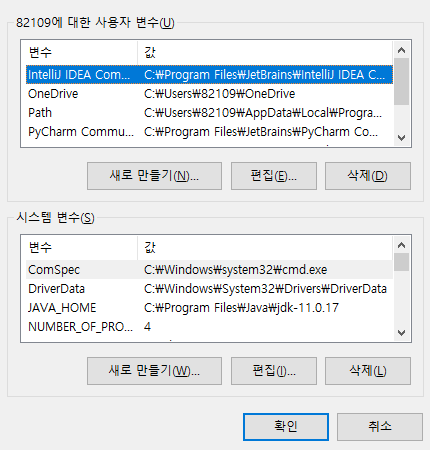 82109에 대한 사용자 변수(U)
변수 값
IntelliJ IDEA Com... C:₩Program Files₩JetBrains₩IntelliJ IDEA C...
OneDrive C:₩Users₩82109₩OneDrive
Path C:₩Users₩82109₩AppData₩Local₩Progra...
PyCharm Commu... C:₩Program Files₩JetBrains₩PyCharm Co...
새로 만들기(N)... 편집(E)... 삭제(D)
시스템 변수(S)
변수 값
ComSpec C:₩Windows₩system32₩cmd.exe
DriverData C:₩Windows₩System32₩Drivers₩DriverData
JAVA_HOME C:₩Program Files₩Java₩jdk-11.0.17
NUMBER_OF_PRO... 4
새로 만들기(W)... 편집(I)... 삭제(L)
확인 취소